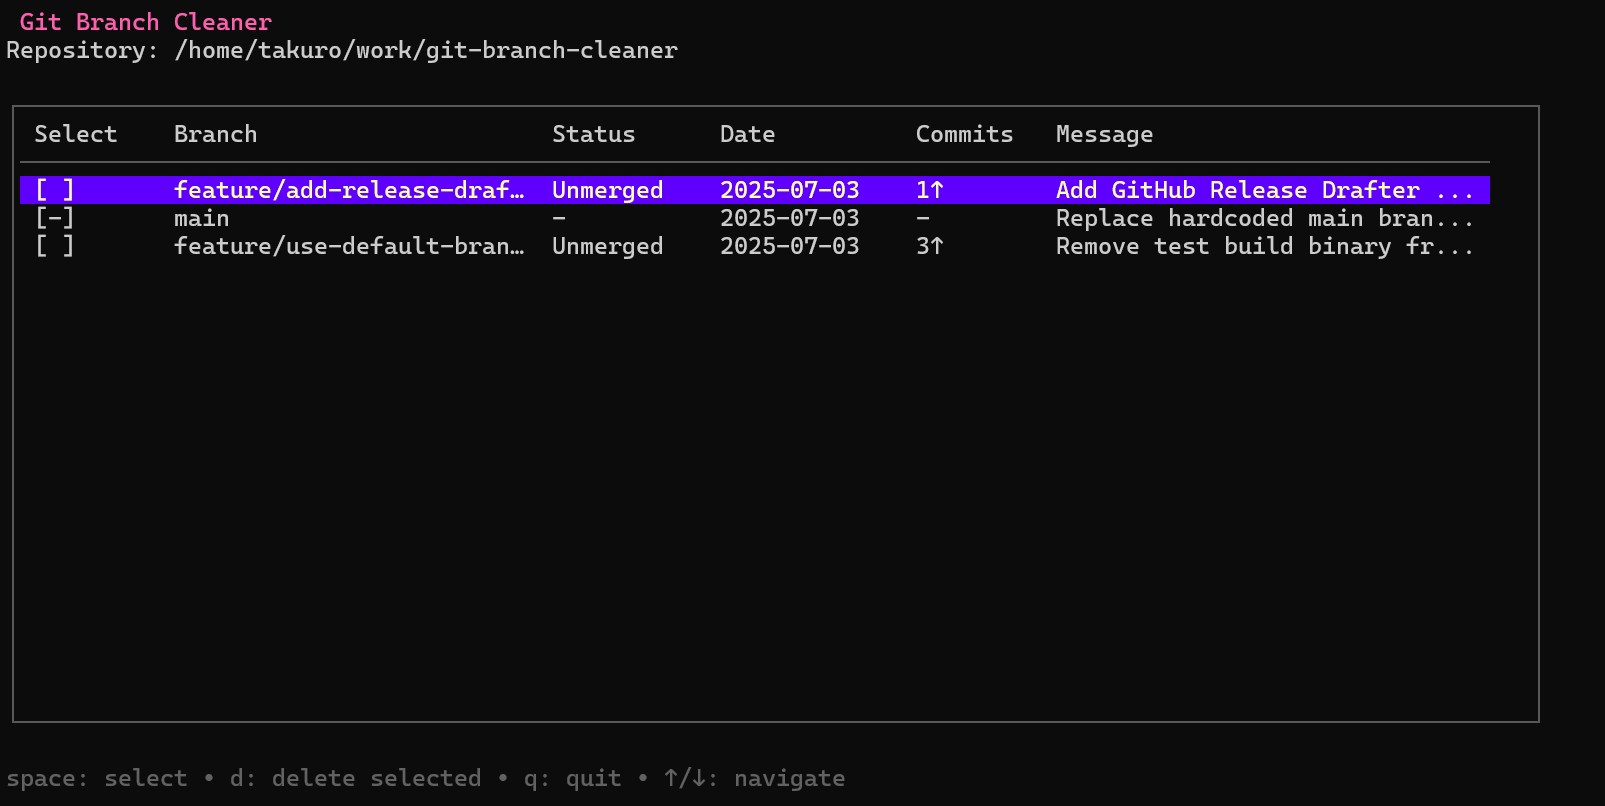 Git Branch Cleaner
Repository: /home/takuro/work/git-branch-cleaner
Select Branch Status Date Commits Message
[ ] feature/add-release-draf… Unmerged 2025-07-03 1↑ Add GitHub Release Drafter ...
[-] main - 2025-07-03 - Replace hardcoded main bran...
[ ] feature/use-default-bran… Unmerged 2025-07-03 3↑ Remove test build binary fr...
space: select • d: delete selected • q: quit • ↑/↓: navigate